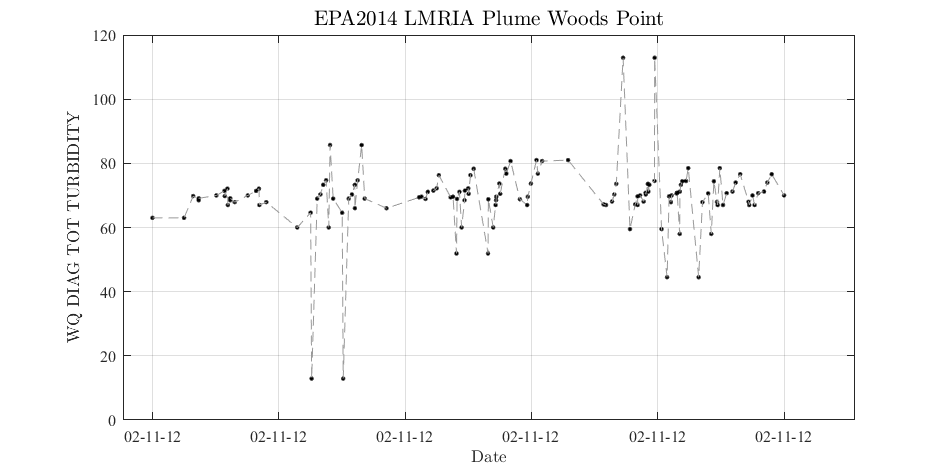 EPA2014 LMRIA Plume Woods Point
120
100
80
60
40
20
0
WQ DIAG TOT TURBIDITY
02-11-12 02-11-12 02-11-12 02-11-12 02-11-12 02-11-12
Date